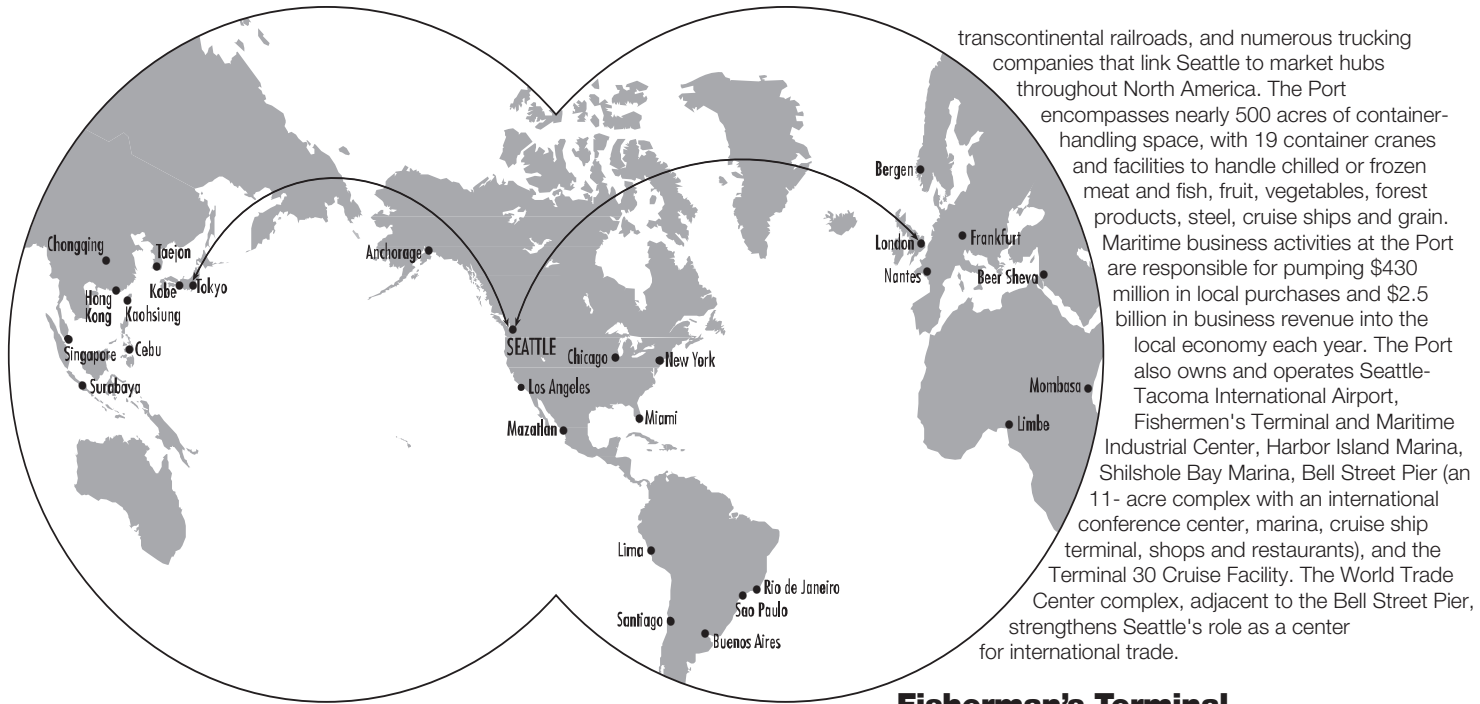 transcontinental railroads, and numerous trucking
companies that link Seattle to market hubs
throughout North America. The Port
encompasses nearly 500 acres of container-
handling space, with 19 container cranes
and facilities to handle chilled or frozen
meat and fish, fruit, vegetables, forest
products, steel, cruise ships and grain.
Maritime business activities at the Port
are responsible for pumping $430
million in local purchases and $2.5
billion in business revenue into the
local economy each year. The Port
also owns and operates Seattle-
Tacoma International Airport,
Fishermen's Terminal and Maritime
Industrial Center, Harbor Island Marina,
Shilshole Bay Marina, Bell Street Pier (an
11- acre complex with an international
conference center, marina, cruise ship
terminal, shops and restaurants), and the
Terminal 30 Cruise Facility. The World Trade
Center complex, adjacent to the Bell Street Pier,
strengthens Seattle's role as a center
for international trade.
Fisherman's Terminal
Chongqing
Taejon
Kobe
Tokyo
Hong
Kong
Kaohsiung
Singapore
Cebu
Surabaya
Anchorage
SEATTLE
Chicago
New York
Los Angeles
Miami
Mazatlan
Lima
Rio de Janeiro
Sao Paulo
Santiago
Buenos Aires
Bergen
London
Frankfurt
Nantes
Beer Sheva
Mombasa
Limbe